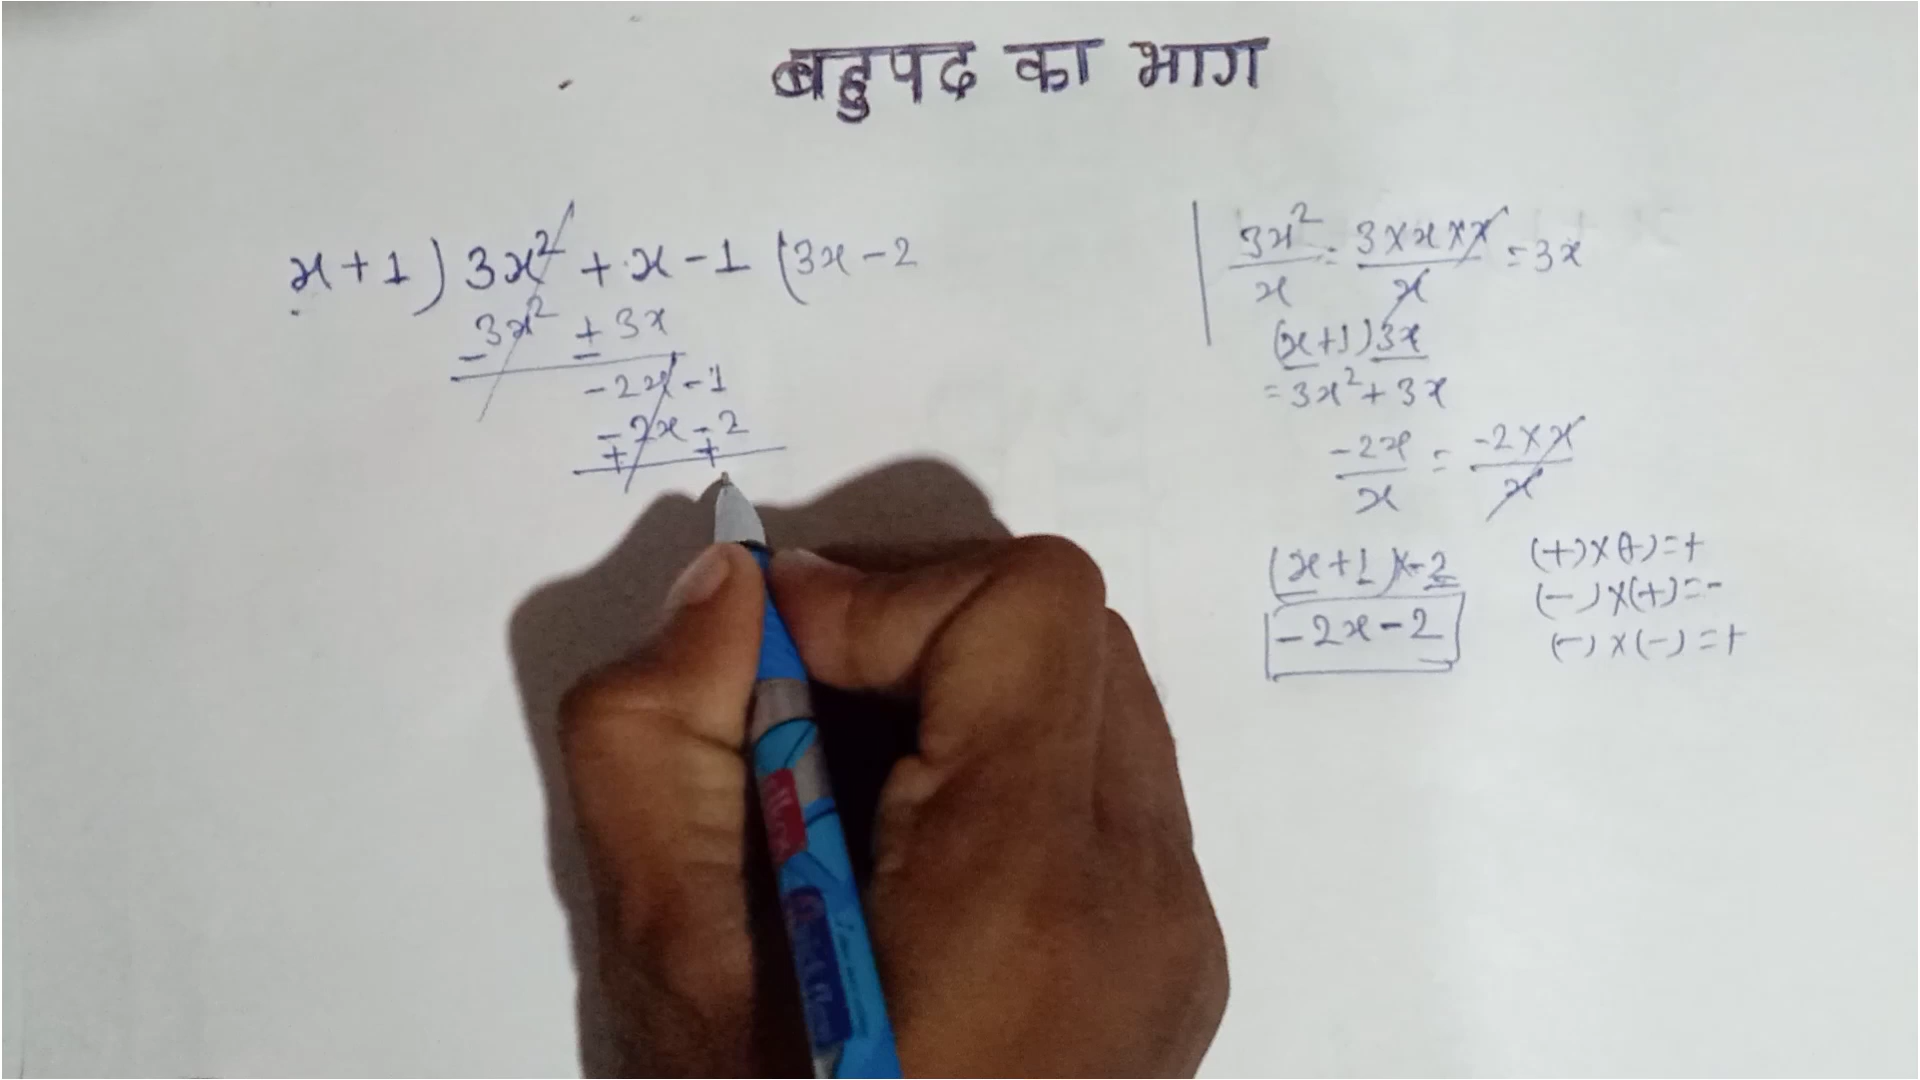 बहुपद का भाग
x + 1 ) 3x² + x - 1 ( 3x - 2
3x² + 3x
- -
-2x - 1
-2x - 2
+ +
3x²/x = 3×x×x/x = 3x
(x+1)3x
= 3x² + 3x
-2x/x = -2×x/x
(x+1)×-2
-2x-2
(+)×(+)=+
(-)×(+)=-
(-)×(-)=+